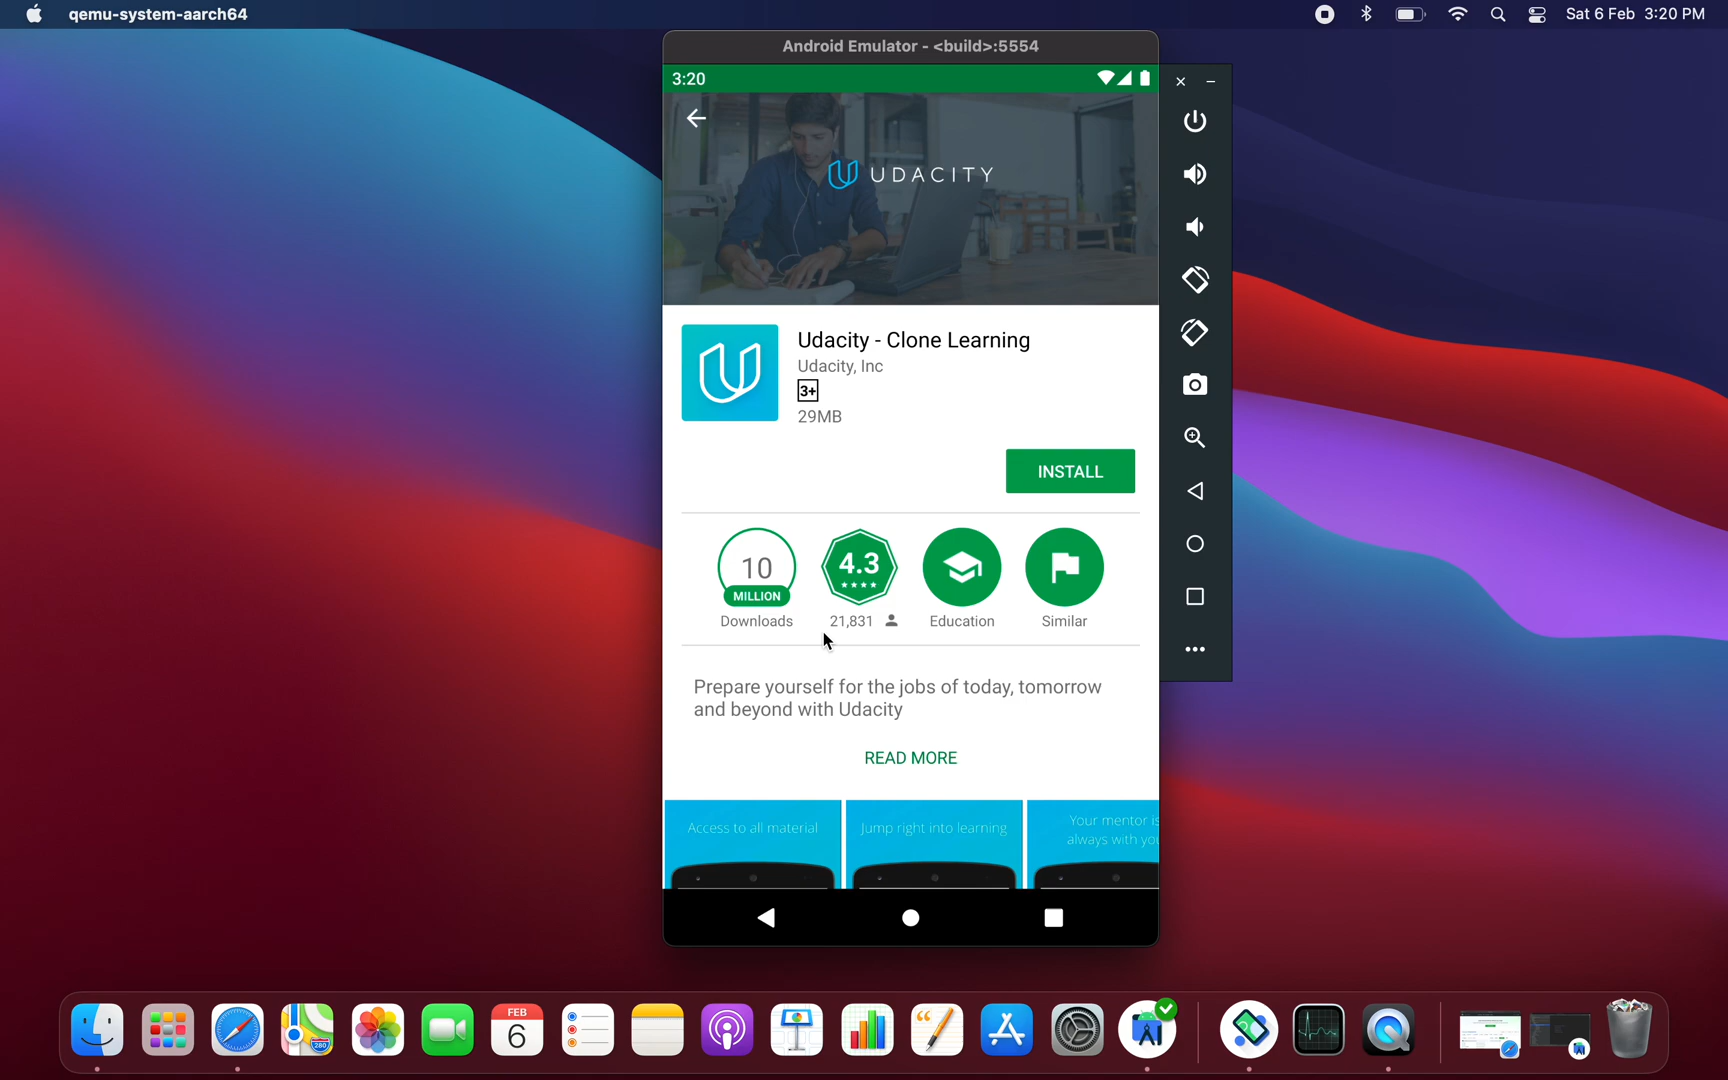 qemu-system-aarch64
Sat 6 Feb 3:20 PM
Android Emulator - <build>:5554
3:20
UDACITY
Udacity - Clone Learning
Udacity, Inc
3+
29MB
INSTALL
10
MILLION
Downloads
4.3
21,831
Education
Similar
Prepare yourself for the jobs of today, tomorrow
and beyond with Udacity
READ MORE
Access to all material
Jump right into learning
Your mentor is
always with you
280
FEB
6